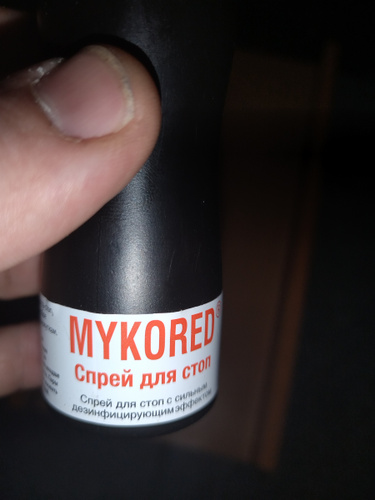 MYKORED®
Спрей для стоп
Спрей для стоп с сильным
дезинфицирующим эффектом